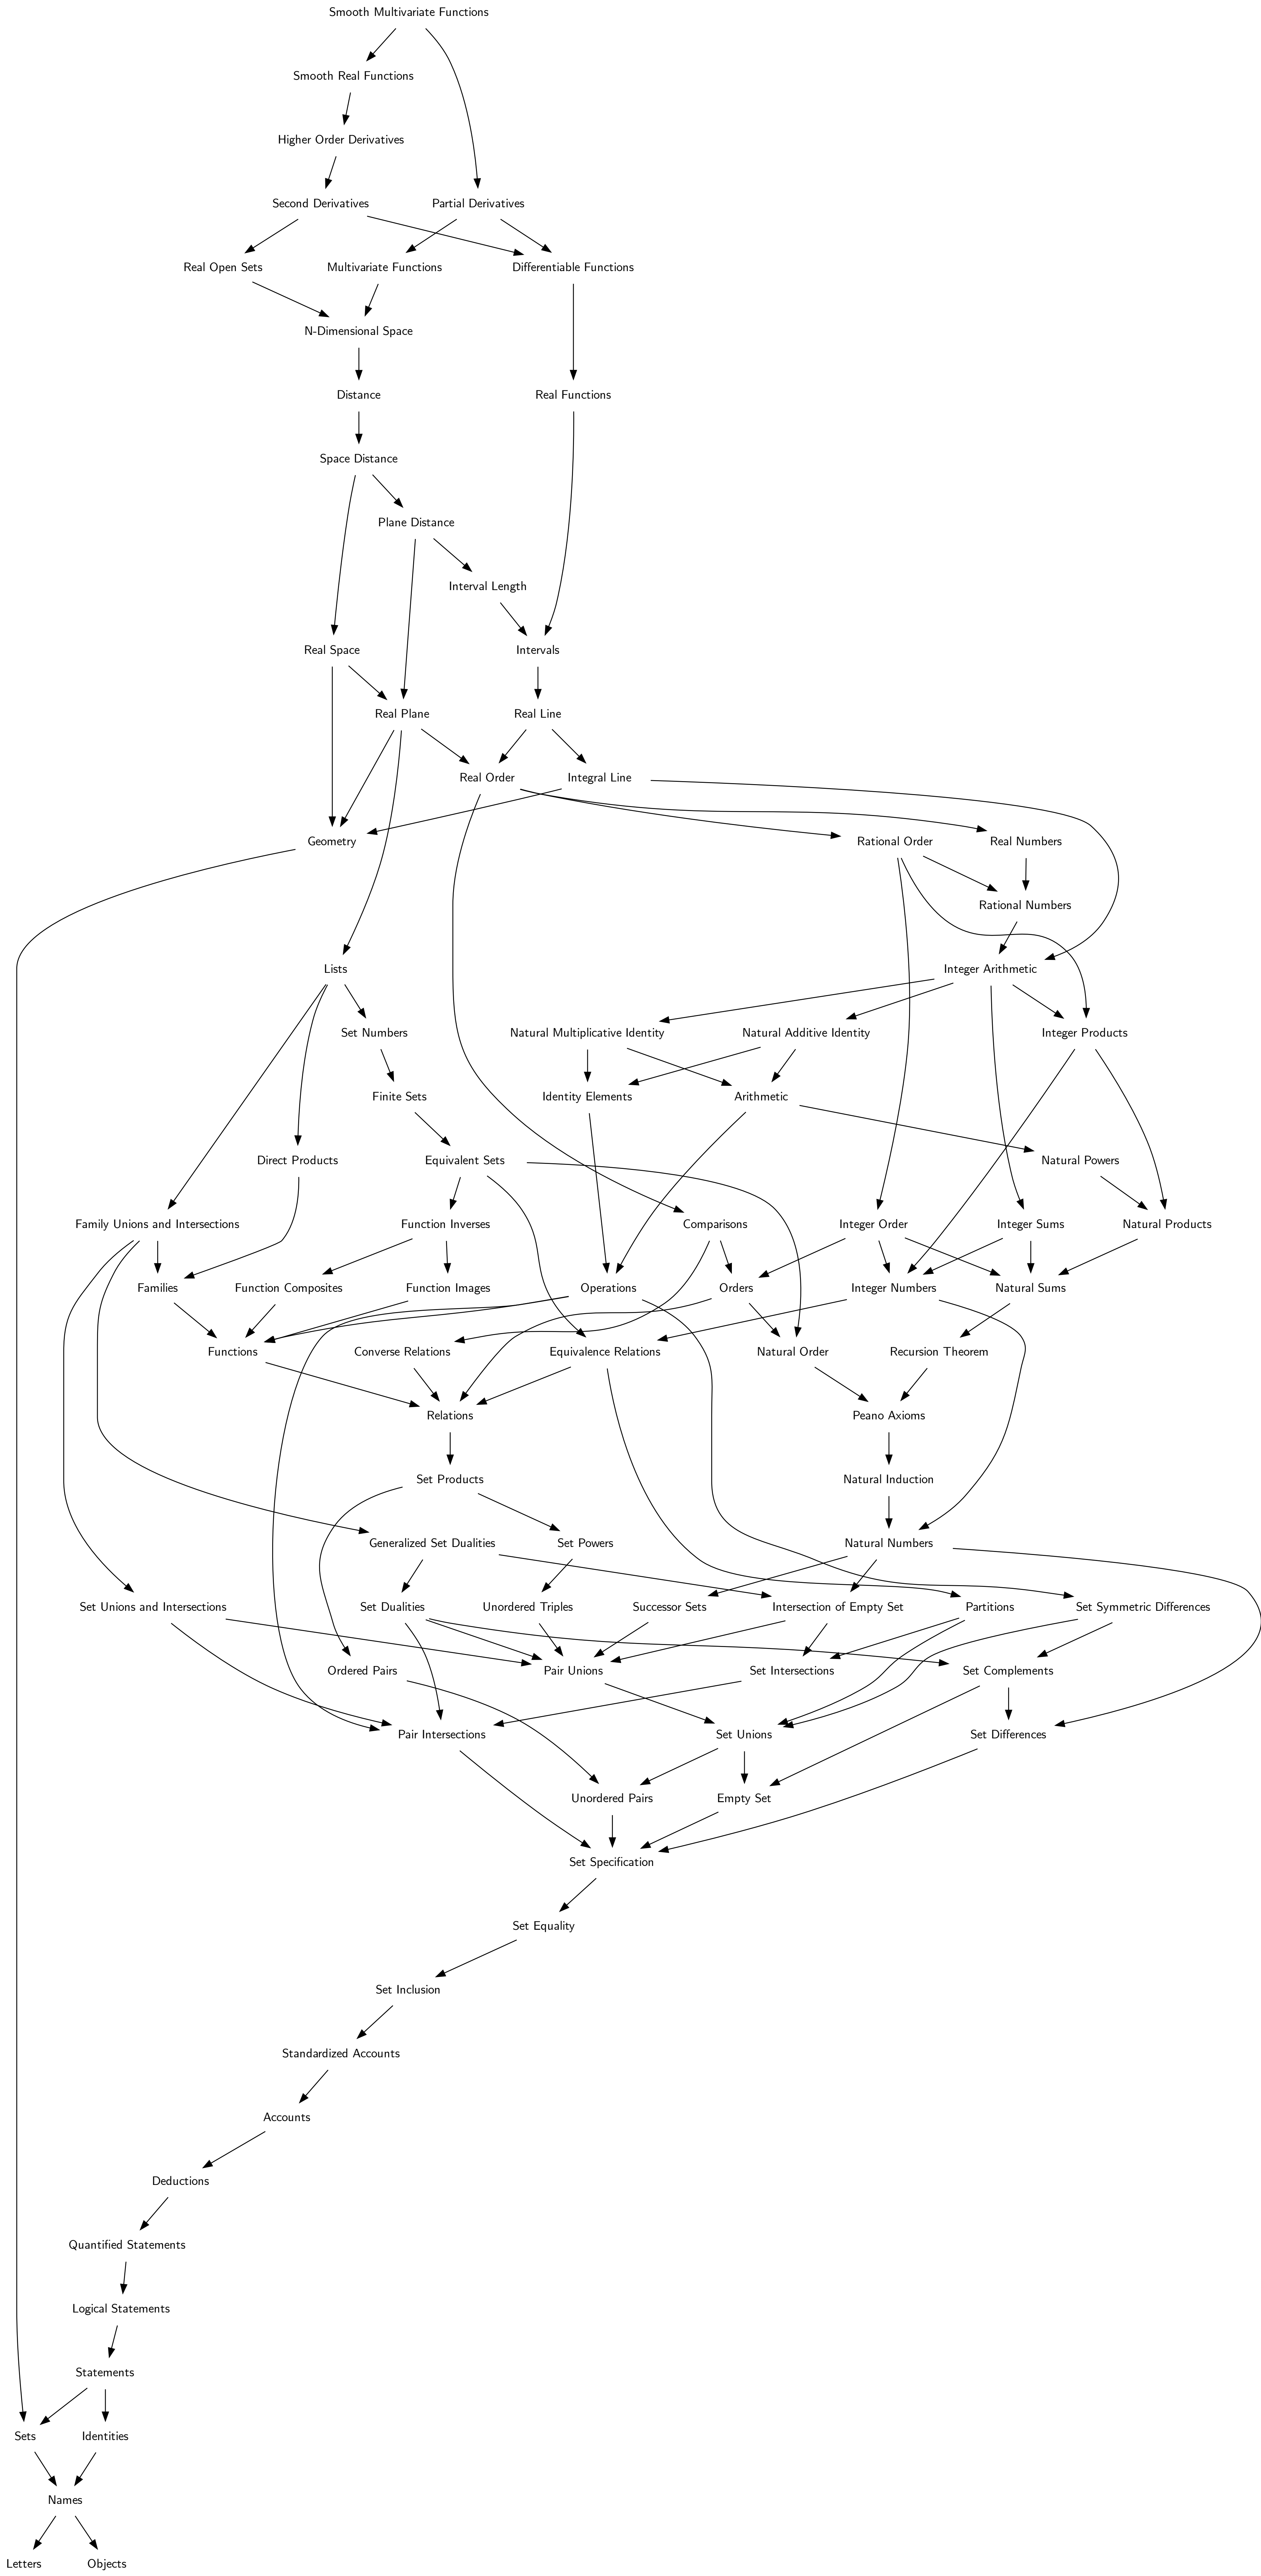 Smooth Multivariate Functions
Smooth Real Functions
Higher Order Derivatives
Second Derivatives
Partial Derivatives
Real Open Sets
Multivariate Functions
Differentiable Functions
N-Dimensional Space
Distance
Real Functions
Space Distance
Plane Distance
Interval Length
Real Space
Intervals
Real Plane
Real Line
Real Order
Integral Line
Geometry
Rational Order
Real Numbers
Rational Numbers
Lists
Integer Arithmetic
Set Numbers
Natural Multiplicative Identity
Natural Additive Identity
Integer Products
Finite Sets
Identity Elements
Arithmetic
Direct Products
Equivalent Sets
Natural Powers
Family Unions and Intersections
Function Inverses
Comparisons
Integer Order
Integer Sums
Natural Products
Families
Function Composites
Function Images
Operations
Orders
Integer Numbers
Natural Sums
Functions
Converse Relations
Equivalence Relations
Natural Order
Recursion Theorem
Relations
Peano Axioms
Set Products
Natural Induction
Generalized Set Dualities
Set Powers
Natural Numbers
Set Unions and Intersections
Set Dualities
Unordered Triples
Successor Sets
Intersection of Empty Set
Partitions
Set Symmetric Differences
Ordered Pairs
Pair Unions
Set Intersections
Set Complements
Pair Intersections
Set Unions
Set Differences
Unordered Pairs
Empty Set
Set Specification
Set Equality
Set Inclusion
Standardized Accounts
Accounts
Deductions
Quantified Statements
Logical Statements
Statements
Sets
Identities
Names
Letters
Objects